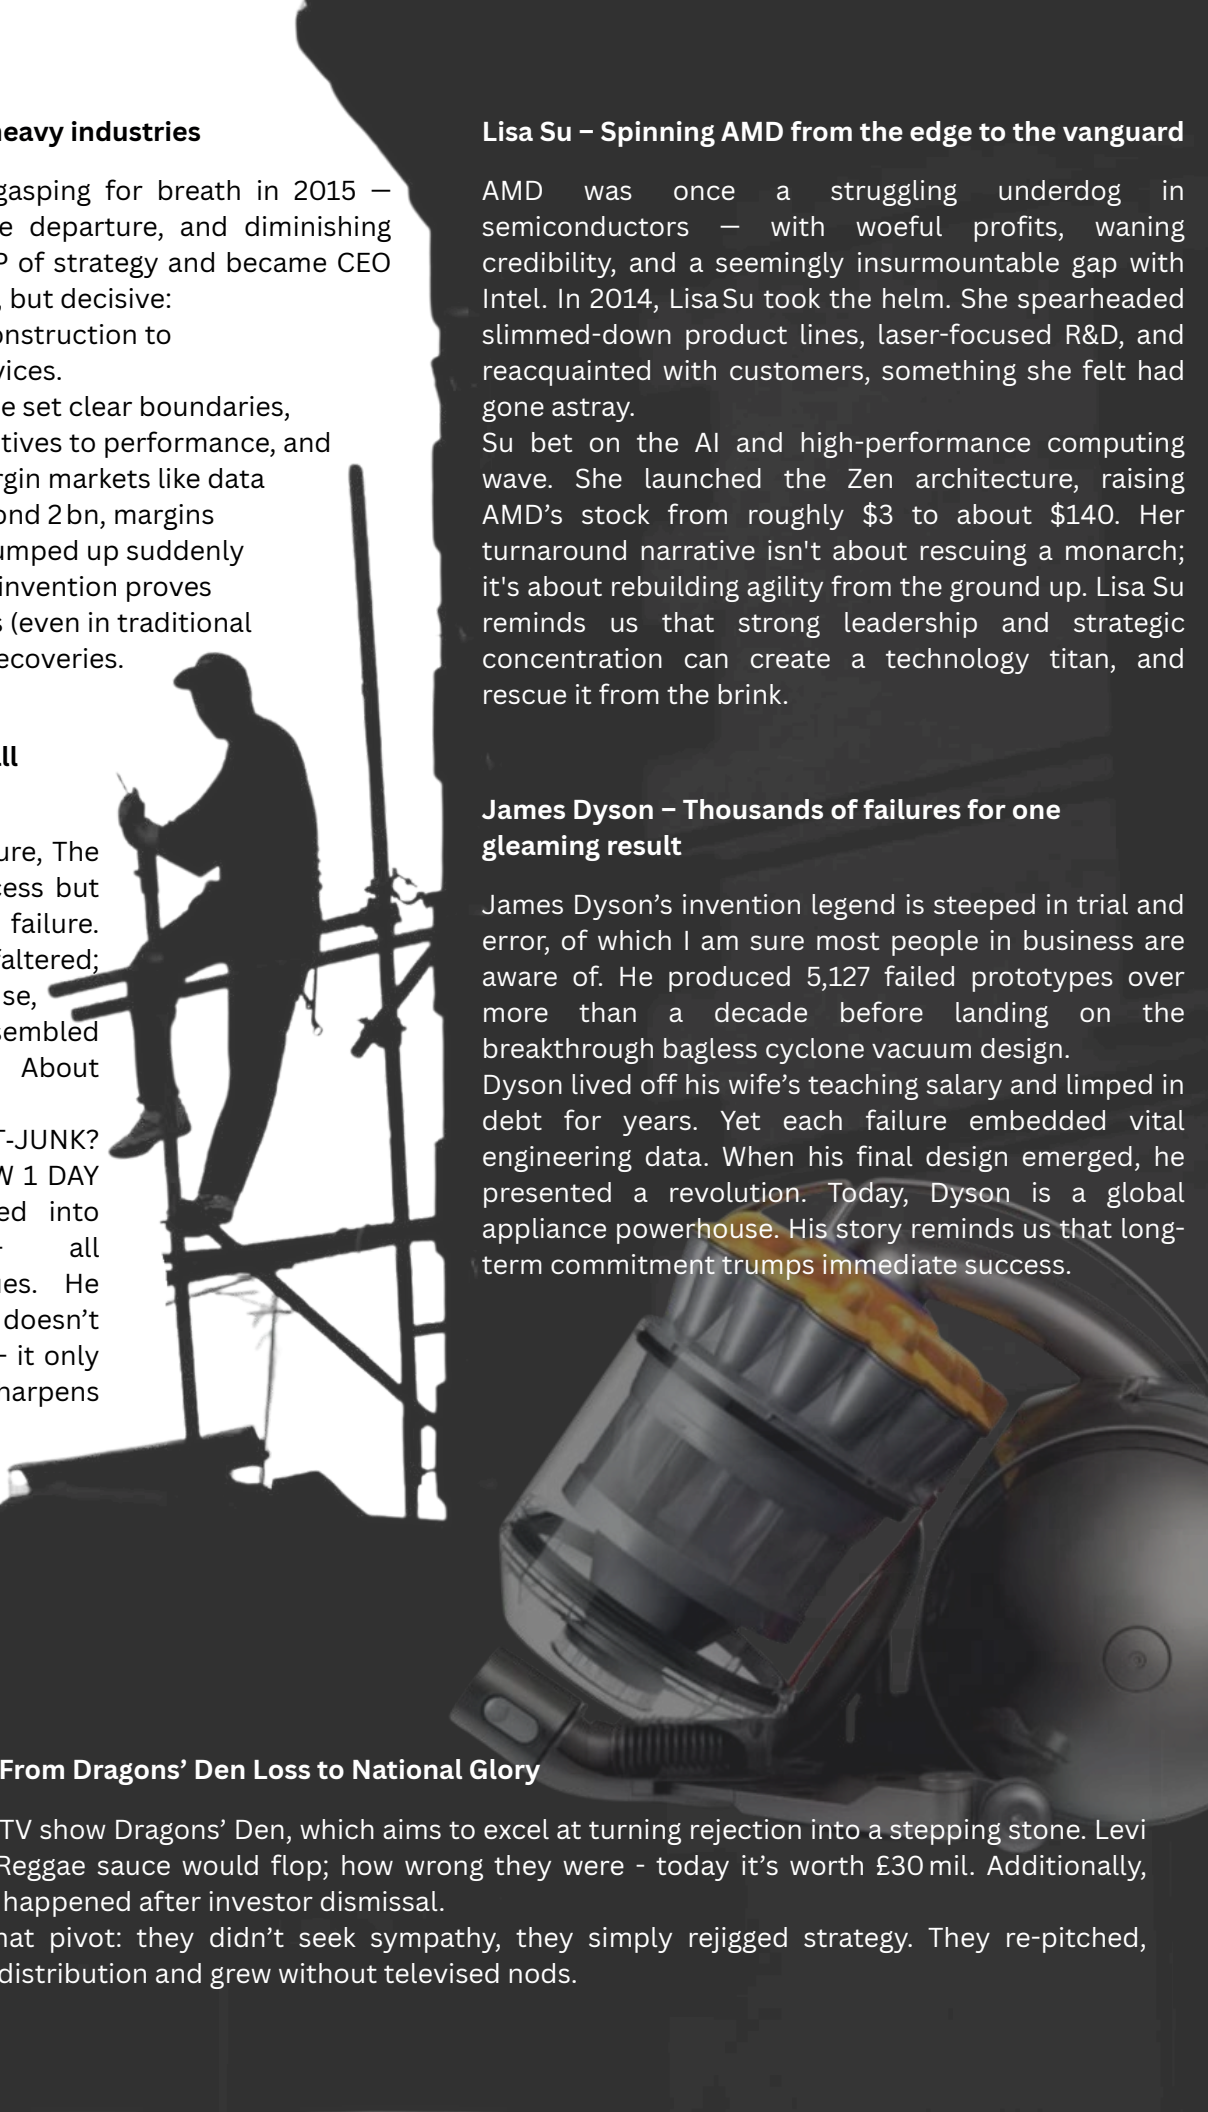 heavy industries
gasping for breath in 2015 —
e departure, and diminishing
P of strategy and became CEO
, but decisive:
onstruction to
vices.
e set clear boundaries,
tives to performance, and
rgin markets like data
ond 2 bn, margins
umped up suddenly
invention proves
s (even in traditional
ecoveries.
ll
ure, The
cess but
failure.
faltered;
se,
sembled
About
T-JUNK?
W 1 DAY
ed into
- all
ues. He
doesn’t
- it only
harpens
Lisa Su – Spinning AMD from the edge to the vanguard
AMD was once a struggling underdog in
semiconductors — with woeful profits, waning
credibility, and a seemingly insurmountable gap with
Intel. In 2014, Lisa Su took the helm. She spearheaded
slimmed-down product lines, laser-focused R&D, and
reacquainted with customers, something she felt had
gone astray.
Su bet on the AI and high-performance computing
wave. She launched the Zen architecture, raising
AMD’s stock from roughly $3 to about $140. Her
turnaround narrative isn't about rescuing a monarch;
it's about rebuilding agility from the ground up. Lisa Su
reminds us that strong leadership and strategic
concentration can create a technology titan, and
rescue it from the brink.
James Dyson – Thousands of failures for one
gleaming result
James Dyson’s invention legend is steeped in trial and
error, of which I am sure most people in business are
aware of. He produced 5,127 failed prototypes over
more than a decade before landing on the
breakthrough bagless cyclone vacuum design.
Dyson lived off his wife’s teaching salary and limped in
debt for years. Yet each failure embedded vital
engineering data. When his final design emerged, he
presented a revolution. Today, Dyson is a global
appliance powerhouse. His story reminds us that long-
term commitment trumps immediate success.
From Dragons’ Den Loss to National Glory
TV show Dragons’ Den, which aims to excel at turning rejection into a stepping stone. Levi
Reggae sauce would flop; how wrong they were - today it’s worth £30 mil. Additionally,
happened after investor dismissal.
hat pivot: they didn’t seek sympathy, they simply rejigged strategy. They re-pitched,
distribution and grew without televised nods.